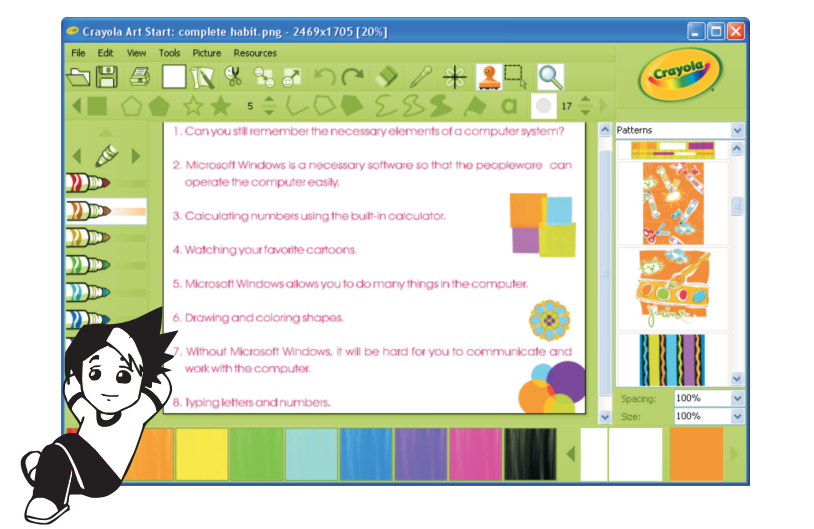 Crayola Art Start: complete habit.png - 2469x1705 [20%]
File Edit View Tools Picture Resources
Crayola
5 a 17
Patterns
1. Can you still remember the necessary elements of a computer system?
2. Microsoft Windows is a necessary software so that the peopleware can
operate the computer easily.
3. Calculating numbers using the built-in calculator.
4. Watching your favorite cartoons.
5. Microsoft Windows allows you to do many things in the computer.
6. Drawing and coloring shapes.
7. Without Microsoft Windows, it will be hard for you to communicate and
work with the computer.
8. Typing letters and numbers.
Spacing: 100%
Size: 100%